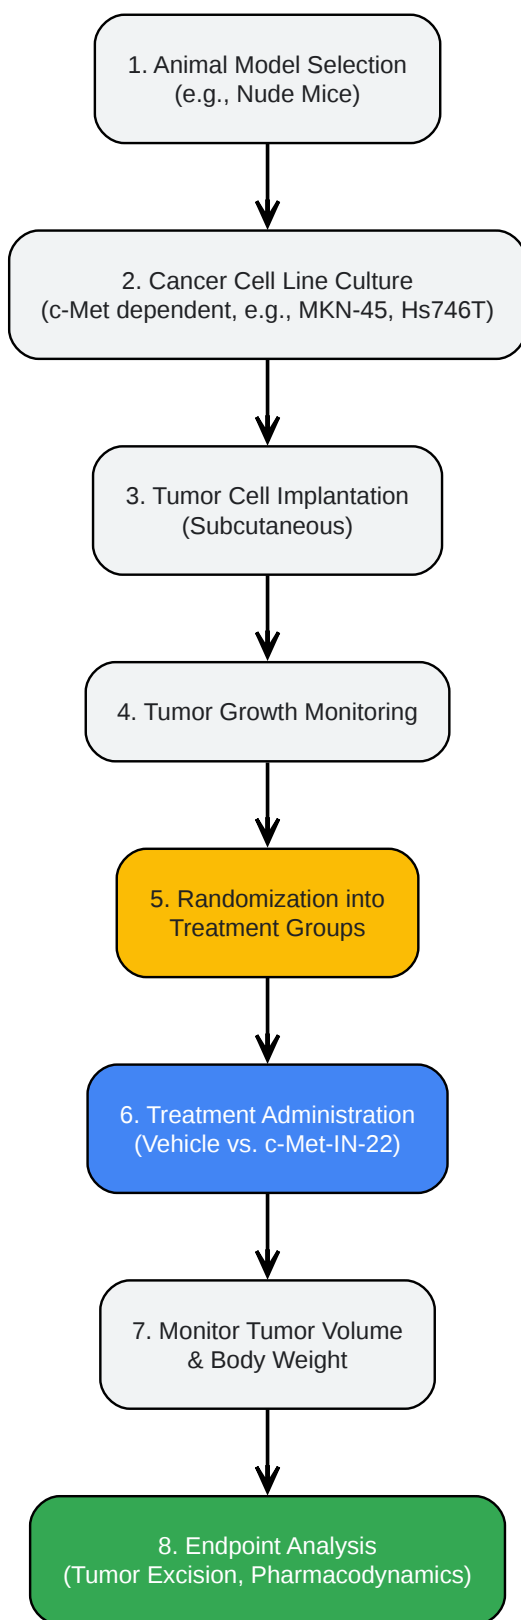 1. Animal Model Selection
(e.g., Nude Mice)
2. Cancer Cell Line Culture
(c-Met dependent, e.g., MKN-45, Hs746T)
3. Tumor Cell Implantation
(Subcutaneous)
4. Tumor Growth Monitoring
5. Randomization into
Treatment Groups
6. Treatment Administration
(Vehicle vs. c-Met-IN-22)
7. Monitor Tumor Volume
& Body Weight
8. Endpoint Analysis
(Tumor Excision, Pharmacodynamics)